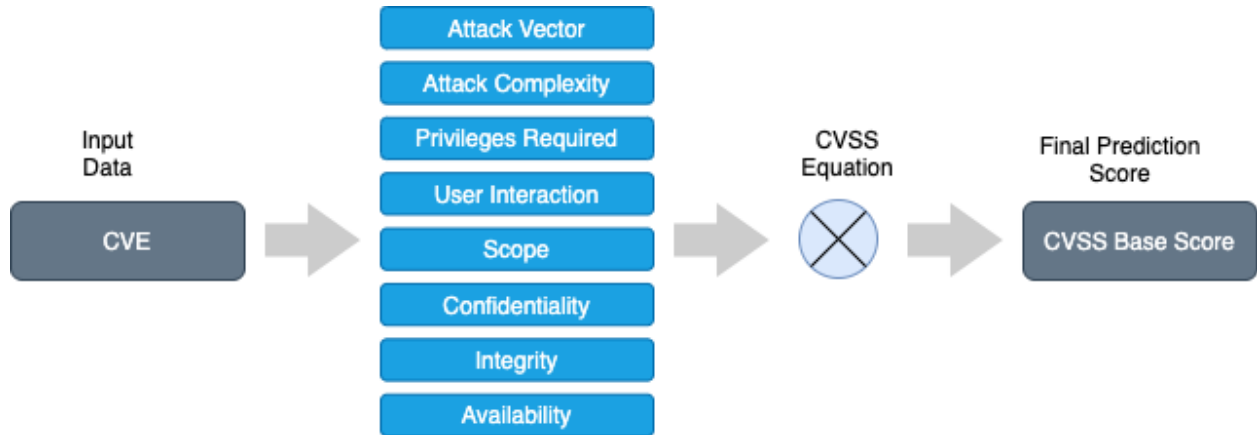 Input
Data
CVE
Attack Vector
Attack Complexity
Privileges Required
User Interaction
Scope
Confidentiality
Integrity
Availability
CVSS
Equation
Final Prediction
Score
CVSS Base Score